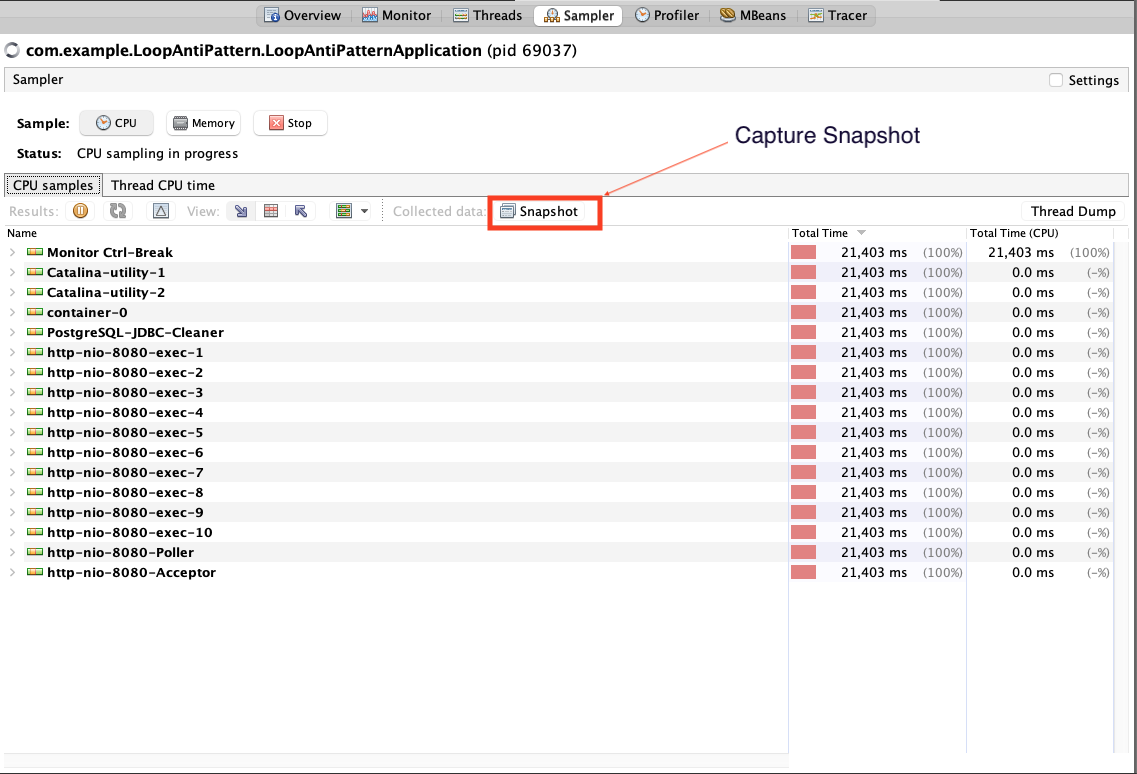 Overview Monitor Threads Sampler Profiler MBeans Tracer
com.example.LoopAntiPattern.LoopAntiPatternApplication (pid 69037)
Sampler Settings
Sample: CPU Memory Stop
Capture Snapshot
Status: CPU sampling in progress
CPU samples Thread CPU time
Results: View: Collected data: Snapshot Thread Dump
Name Total Time Total Time (CPU)
Monitor Ctrl-Break 21,403 ms (100%) 21,403 ms (100%)
Catalina-utility-1 21,403 ms (100%) 0.0 ms (-%)
Catalina-utility-2 21,403 ms (100%) 0.0 ms (-%)
container-0 21,403 ms (100%) 0.0 ms (-%)
PostgreSQL-JDBC-Cleaner 21,403 ms (100%) 0.0 ms (-%)
http-nio-8080-exec-1 21,403 ms (100%) 0.0 ms (-%)
http-nio-8080-exec-2 21,403 ms (100%) 0.0 ms (-%)
http-nio-8080-exec-3 21,403 ms (100%) 0.0 ms (-%)
http-nio-8080-exec-4 21,403 ms (100%) 0.0 ms (-%)
http-nio-8080-exec-5 21,403 ms (100%) 0.0 ms (-%)
http-nio-8080-exec-6 21,403 ms (100%) 0.0 ms (-%)
http-nio-8080-exec-7 21,403 ms (100%) 0.0 ms (-%)
http-nio-8080-exec-8 21,403 ms (100%) 0.0 ms (-%)
http-nio-8080-exec-9 21,403 ms (100%) 0.0 ms (-%)
http-nio-8080-exec-10 21,403 ms (100%) 0.0 ms (-%)
http-nio-8080-Poller 21,403 ms (100%) 0.0 ms (-%)
http-nio-8080-Acceptor 21,403 ms (100%) 0.0 ms (-%)